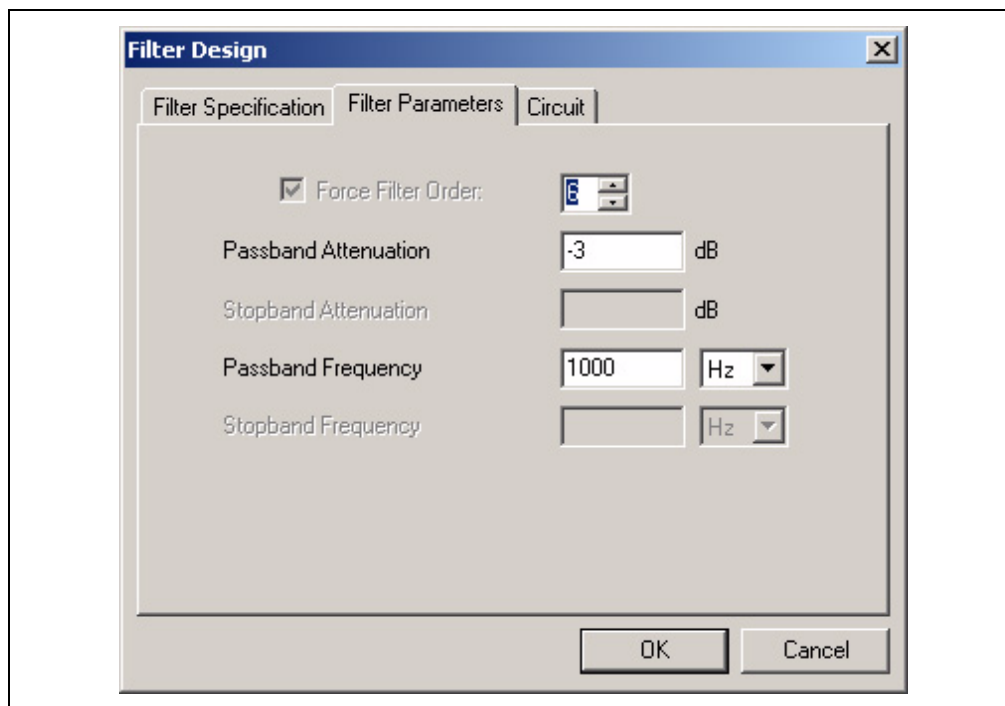 Filter Design
Filter Specification Filter Parameters Circuit
Force Filter Order: 6
Passband Attenuation -3 dB
Stopband Attenuation dB
Passband Frequency 1000 Hz
Stopband Frequency Hz
OK Cancel